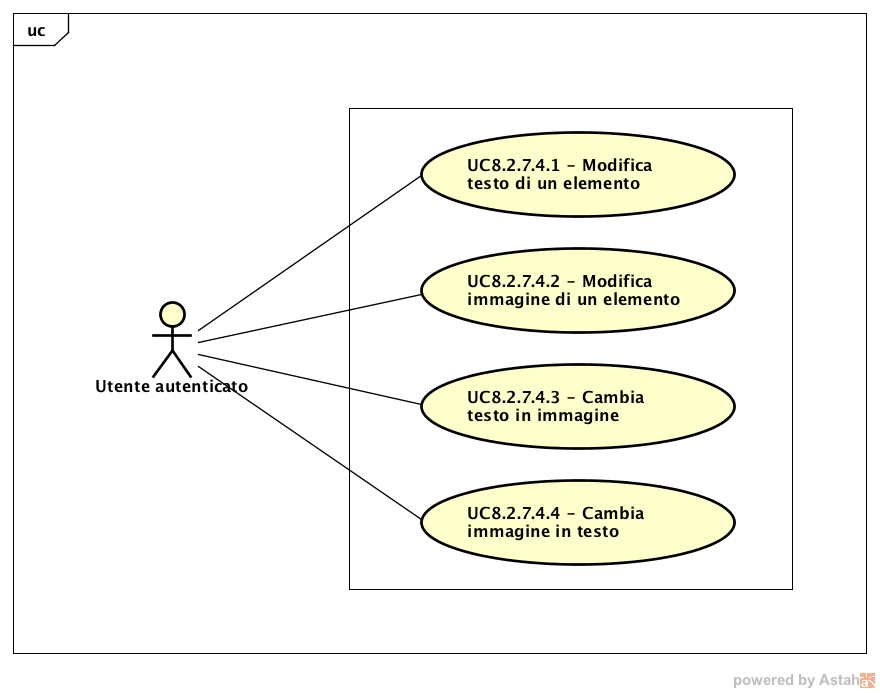 uc
UC8.2.7.4.1 – Modifica
testo di un elemento
UC8.2.7.4.2 – Modifica
immagine di un elemento
Utente autenticato
UC8.2.7.4.3 – Cambia
testo in immagine
UC8.2.7.4.4 – Cambia
immagine in testo
powered by Astah